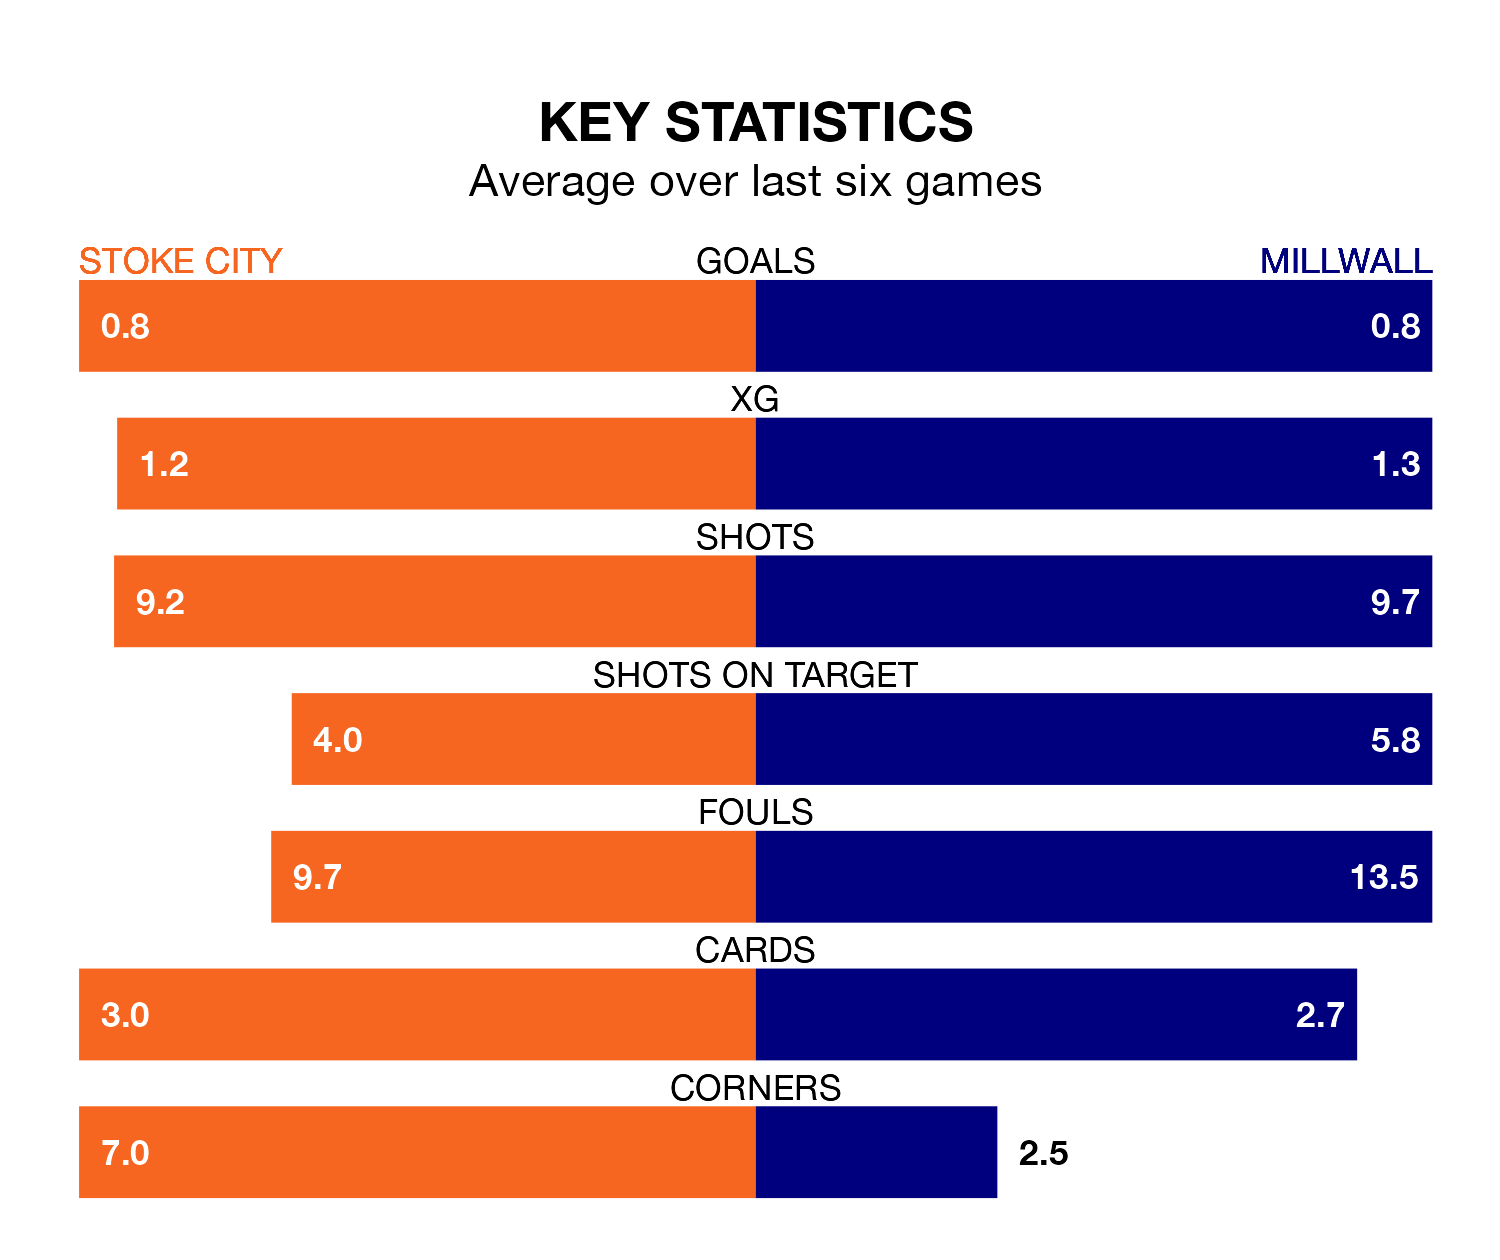 KEY STATISTICS
Average over last six games
STOKE CITY GOALS MILLWALL
0.8 0.8
XG
1.2 1.3
SHOTS
9.2 9.7
SHOTS ON TARGET
4.0 5.8
FOULS
9.7 13.5
CARDS
3.0 2.7
CORNERS
7.0 2.5